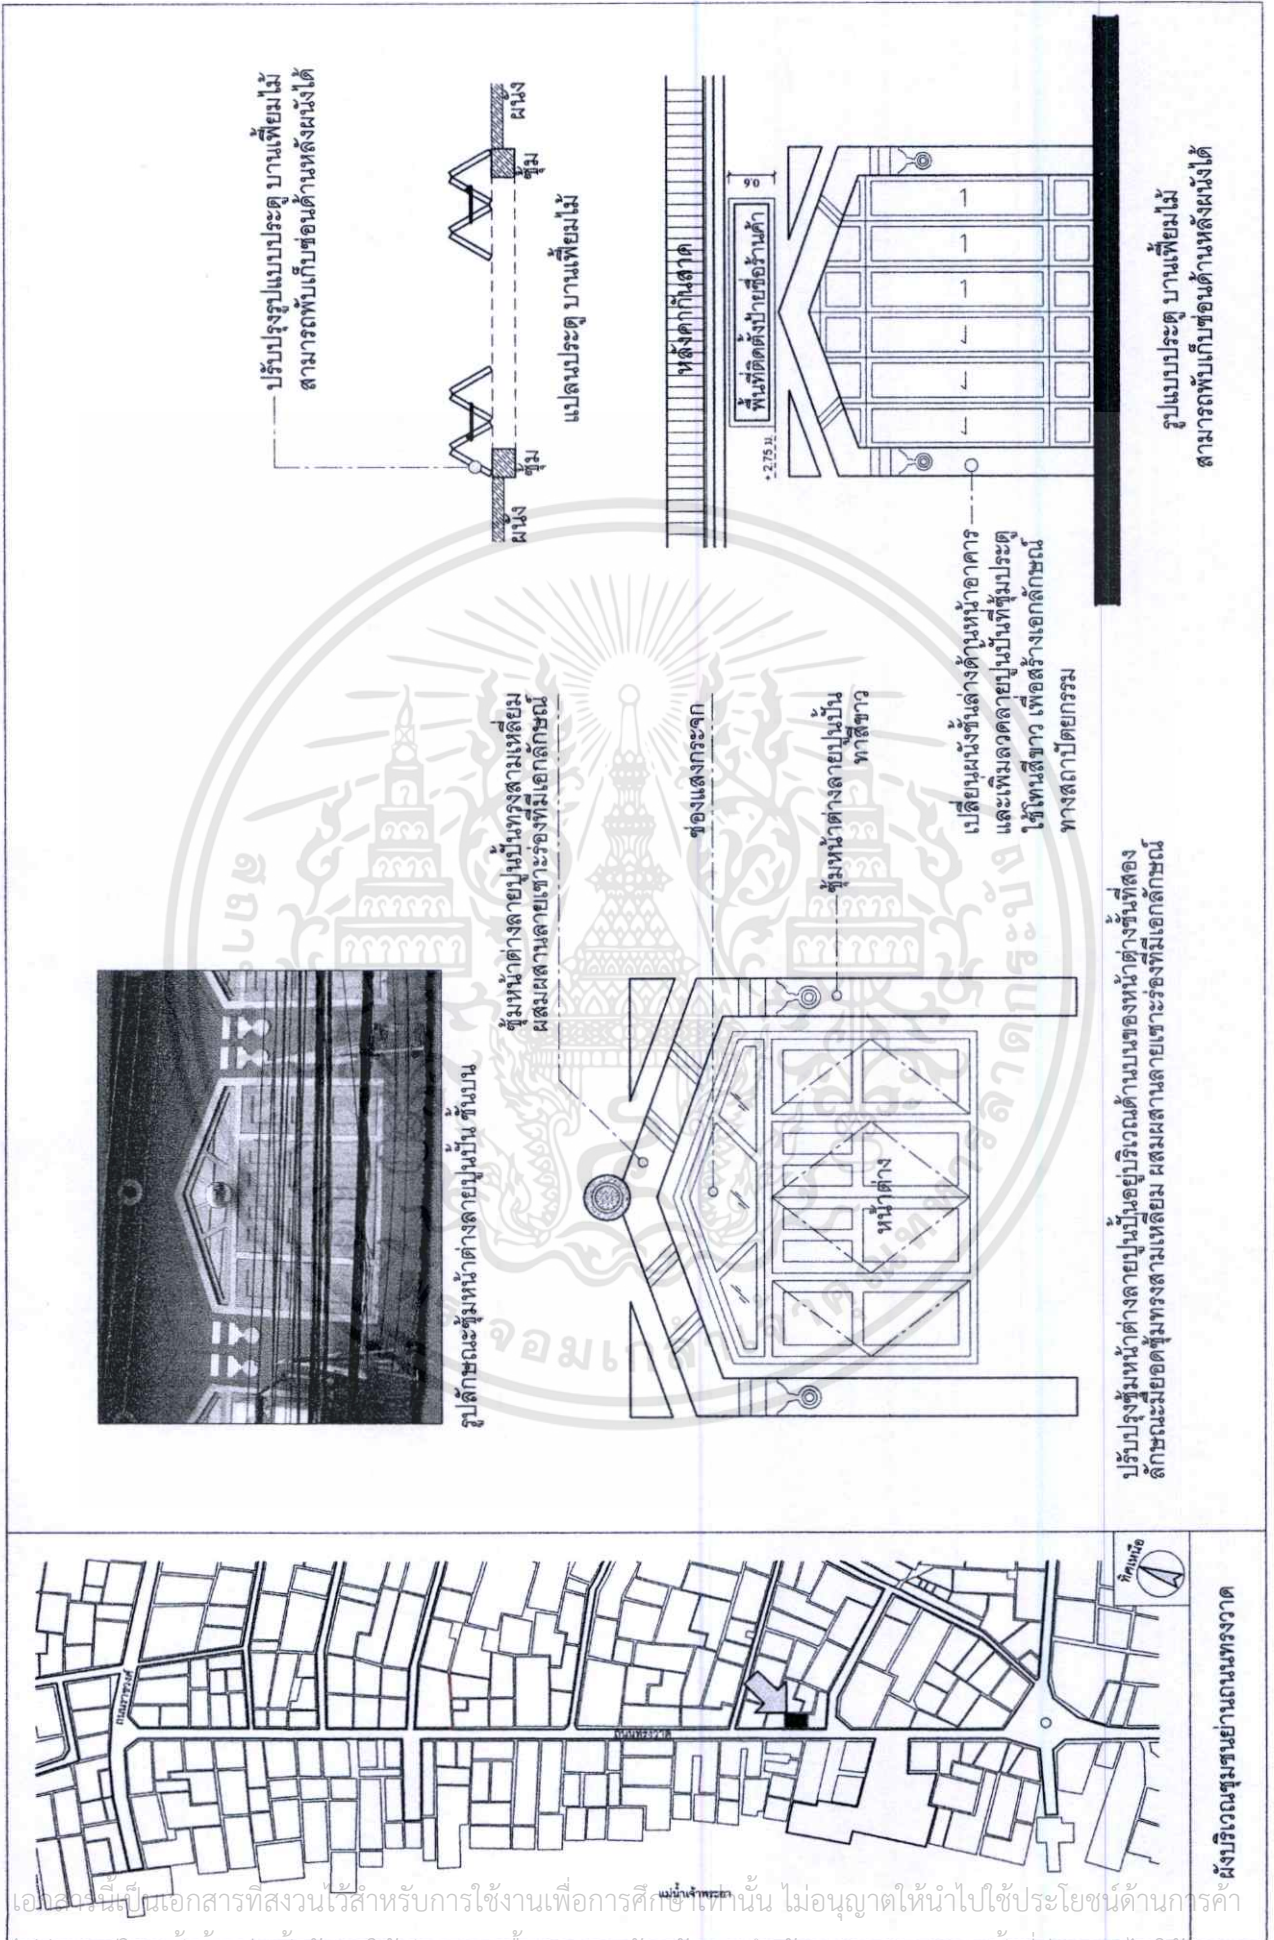 รูปลักษณะซุ้มหน้าต่างลายปูนปั้น ชั้นบน
ซุ้มหน้าต่างลายปูนปั้นทรงสามเหลี่ยม
ผสมผสานลายเซาะร่องที่มีเอกลักษณ์
ช่องแสงกระจก
ซุ้มหน้าต่างลายปูนปั้น
ทาสีขาว
หน้าต่าง
ปรับปรุงซุ้มหน้าต่างลายปูนปั้นอยู่บริเวณด้านบนของหน้าต่างชั้นที่สอง
ลักษณะมียอดซุ้มทรงสามเหลี่ยม ผสมผสานลายเซาะร่องที่มีเอกลักษณ์
ปรับปรุงรูปแบบประตู บานเฟี้ยมไม้
สามารถพับเก็บซ่อนด้านหลังผนังได้
ผนัง
ซุ้ม
ซุ้ม
ผนัง
แปลนประตู บานเฟี้ยมไม้
หลังคากันสาด
พื้นที่ติดตั้งป้ายชื่อร้านค้า
90
+2.75 ม.
เปลี่ยนผนังชั้นล่างด้านหน้าอาคาร
และเพิ่มลวดลายปูนปั้นที่ซุ้มประตู
ใช้โทนสีขาว เพื่อสร้างเอกลักษณ์
ทางสถาปัตยกรรม
รูปแบบประตู บานเฟี้ยมไม้
สามารถพับเก็บซ่อนด้านหลังผนังได้
ถนนทรงวาด
แม่น้ำเจ้าพระยา
ทิศเหนือ
ผังบริเวณชุมชนย่านถนนทรงวาด
เอกสารนี้เป็นเอกสารที่สงวนไว้สำหรับการใช้งานเพื่อการศึกษาเท่านั้น ไม่อนุญาตให้นำไปใช้ประโยชน์ด้านการค้า